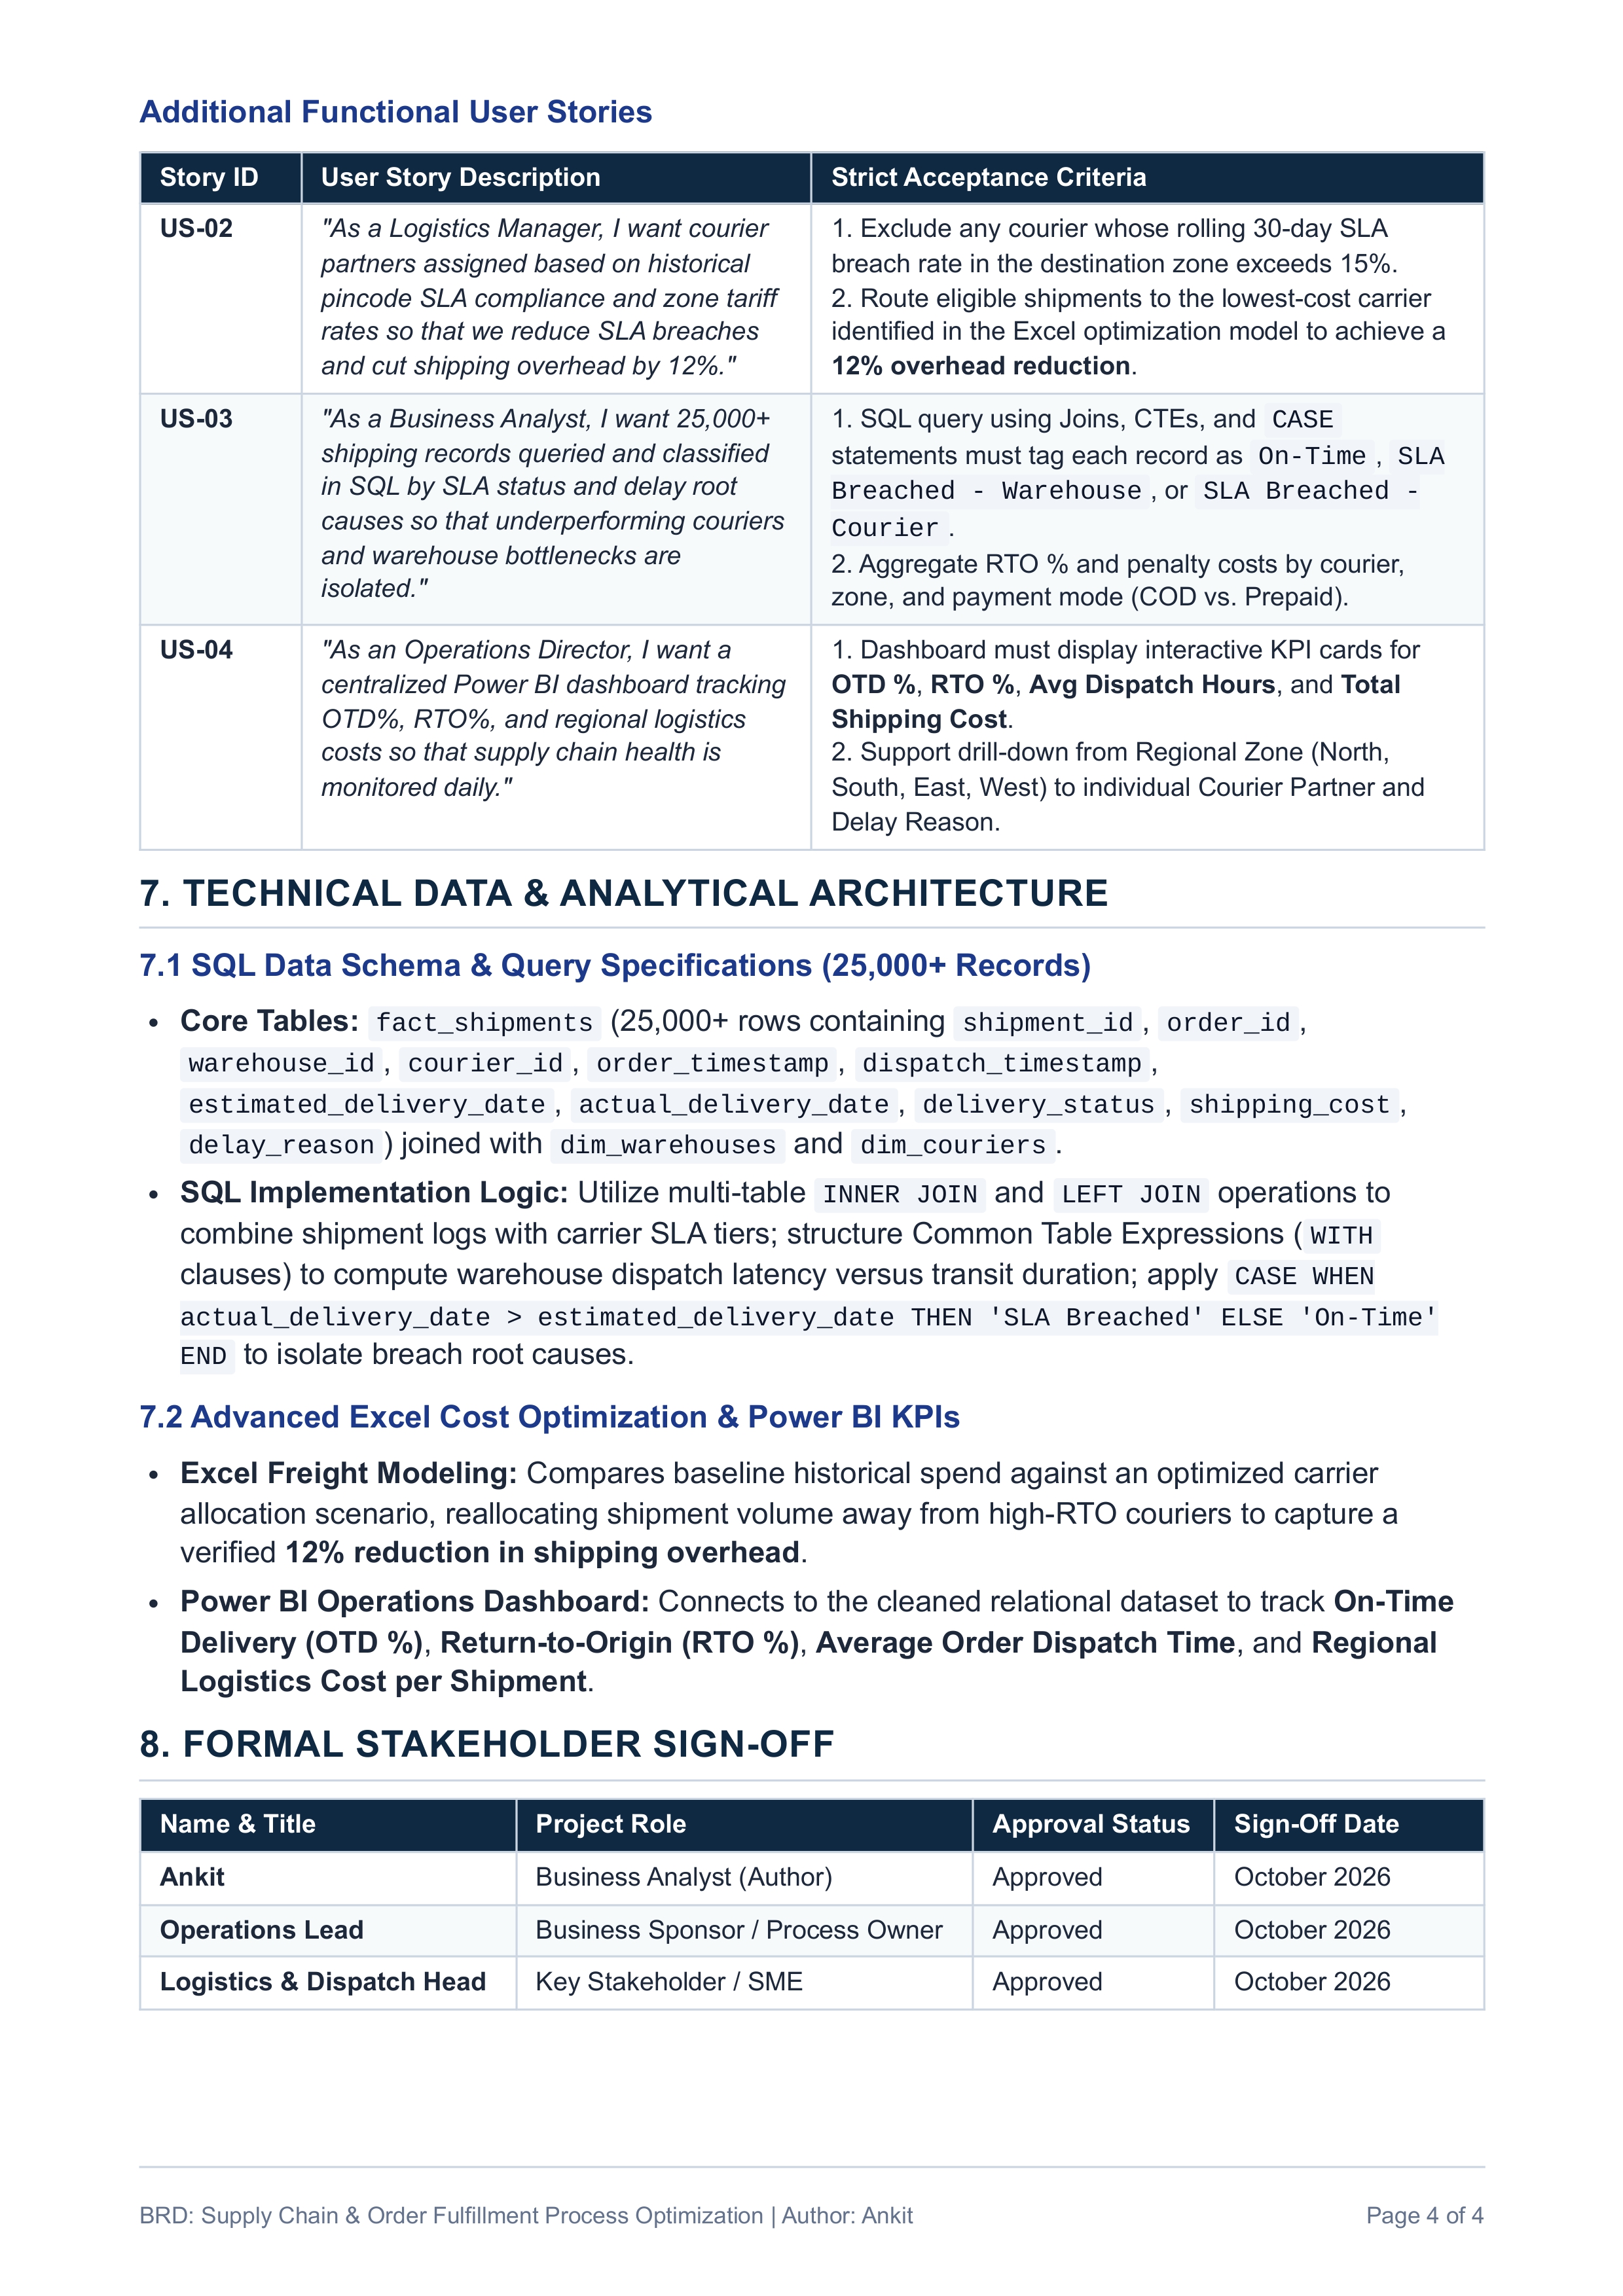 Additional Functional User Stories
Story ID
User Story Description
Strict Acceptance Criteria
US-02
"As a Logistics Manager, I want courier
partners assigned based on historical
pincode SLA compliance and zone tariff
rates so that we reduce SLA breaches
and cut shipping overhead by 12%."
1. Exclude any courier whose rolling 30-day SLA
breach rate in the destination zone exceeds 15%.
2. Route eligible shipments to the lowest-cost carrier
identified in the Excel optimization model to achieve a
12% overhead reduction.
US-03
"As a Business Analyst, I want 25,000+
shipping records queried and classified
in SQL by SLA status and delay root
causes so that underperforming couriers
and warehouse bottlenecks are
isolated."
1. SQL query using Joins, CTEs, and CASE
statements must tag each record as On-Time, SLA
Breached - Warehouse, or SLA Breached -
Courier.
2. Aggregate RTO % and penalty costs by courier,
zone, and payment mode (COD vs. Prepaid).
US-04
"As an Operations Director, I want a
centralized Power BI dashboard tracking
OTD%, RTO%, and regional logistics
costs so that supply chain health is
monitored daily."
1. Dashboard must display interactive KPI cards for
OTD %, RTO %, Avg Dispatch Hours, and Total
Shipping Cost.
2. Support drill-down from Regional Zone (North,
South, East, West) to individual Courier Partner and
Delay Reason.
7. TECHNICAL DATA & ANALYTICAL ARCHITECTURE
7.1 SQL Data Schema & Query Specifications (25,000+ Records)
• Core Tables: fact_shipments (25,000+ rows containing shipment_id, order_id,
warehouse_id, courier_id, order_timestamp, dispatch_timestamp,
estimated_delivery_date, actual_delivery_date, delivery_status, shipping_cost,
delay_reason) joined with dim_warehouses and dim_couriers.
• SQL Implementation Logic: Utilize multi-table INNER JOIN and LEFT JOIN operations to
combine shipment logs with carrier SLA tiers; structure Common Table Expressions (WITH
clauses) to compute warehouse dispatch latency versus transit duration; apply CASE WHEN
actual_delivery_date > estimated_delivery_date THEN 'SLA Breached' ELSE 'On-Time'
END to isolate breach root causes.
7.2 Advanced Excel Cost Optimization & Power BI KPIs
• Excel Freight Modeling: Compares baseline historical spend against an optimized carrier
allocation scenario, reallocating shipment volume away from high-RTO couriers to capture a
verified 12% reduction in shipping overhead.
• Power BI Operations Dashboard: Connects to the cleaned relational dataset to track On-Time
Delivery (OTD %), Return-to-Origin (RTO %), Average Order Dispatch Time, and Regional
Logistics Cost per Shipment.
8. FORMAL STAKEHOLDER SIGN-OFF
Name & Title
Project Role
Approval Status
Sign-Off Date
Ankit
Business Analyst (Author)
Approved
October 2026
Operations Lead
Business Sponsor / Process Owner
Approved
October 2026
Logistics & Dispatch Head
Key Stakeholder / SME
Approved
October 2026
BRD: Supply Chain & Order Fulfillment Process Optimization | Author: Ankit
Page 4 of 4